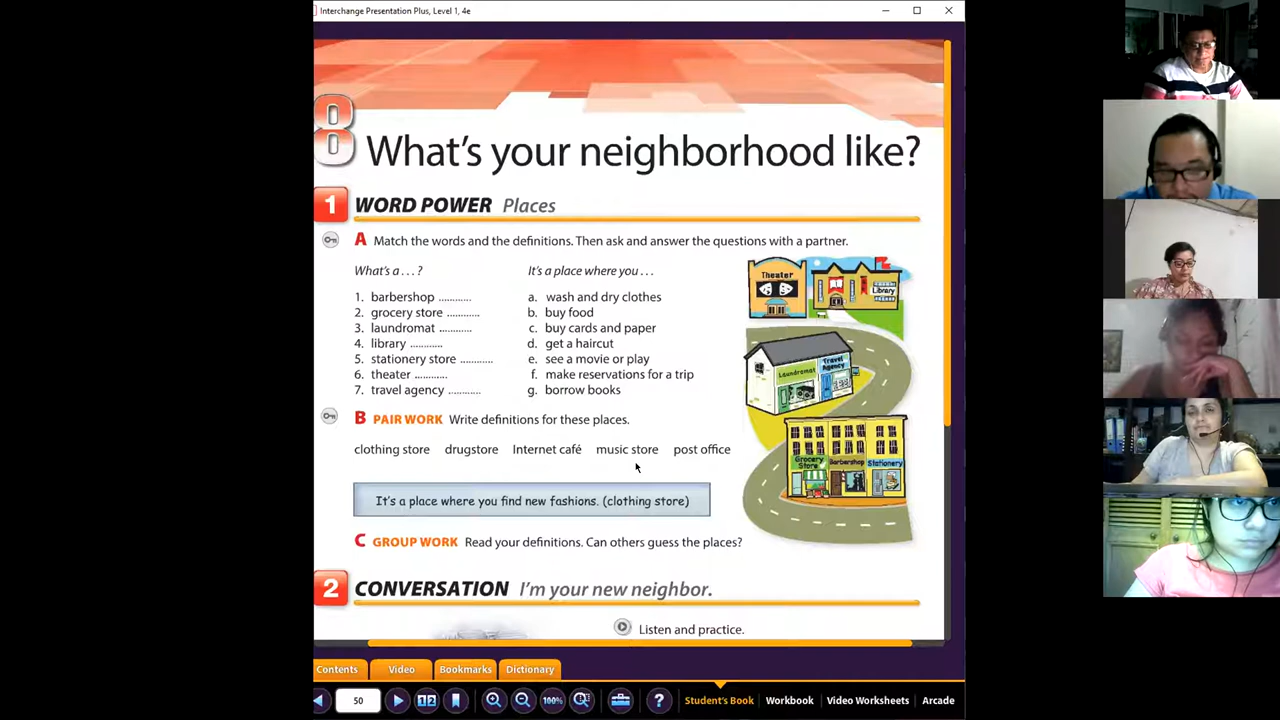 Interchange Presentation Plus, Level 1, 4e
8
What's your neighborhood like?
1 WORD POWER Places
A Match the words and the definitions. Then ask and answer the questions with a partner.
What's a . . . ?
1. barbershop ............
2. grocery store ............
3. laundromat ............
4. library ............
5. stationery store ............
6. theater ............
7. travel agency ............
It's a place where you . . .
a. wash and dry clothes
b. buy food
c. buy cards and paper
d. get a haircut
e. see a movie or play
f. make reservations for a trip
g. borrow books
Theater
Library
Laundromat
Travel
Agency
Grocery
Store
Barbershop
Stationery
B PAIR WORK Write definitions for these places.
clothing store drugstore Internet café music store post office
It's a place where you find new fashions. (clothing store)
C GROUP WORK Read your definitions. Can others guess the places?
2 CONVERSATION I'm your new neighbor.
Listen and practice.
Contents Video Bookmarks Dictionary
50 1 2 100% ? Student's Book Workbook Video Worksheets Arcade